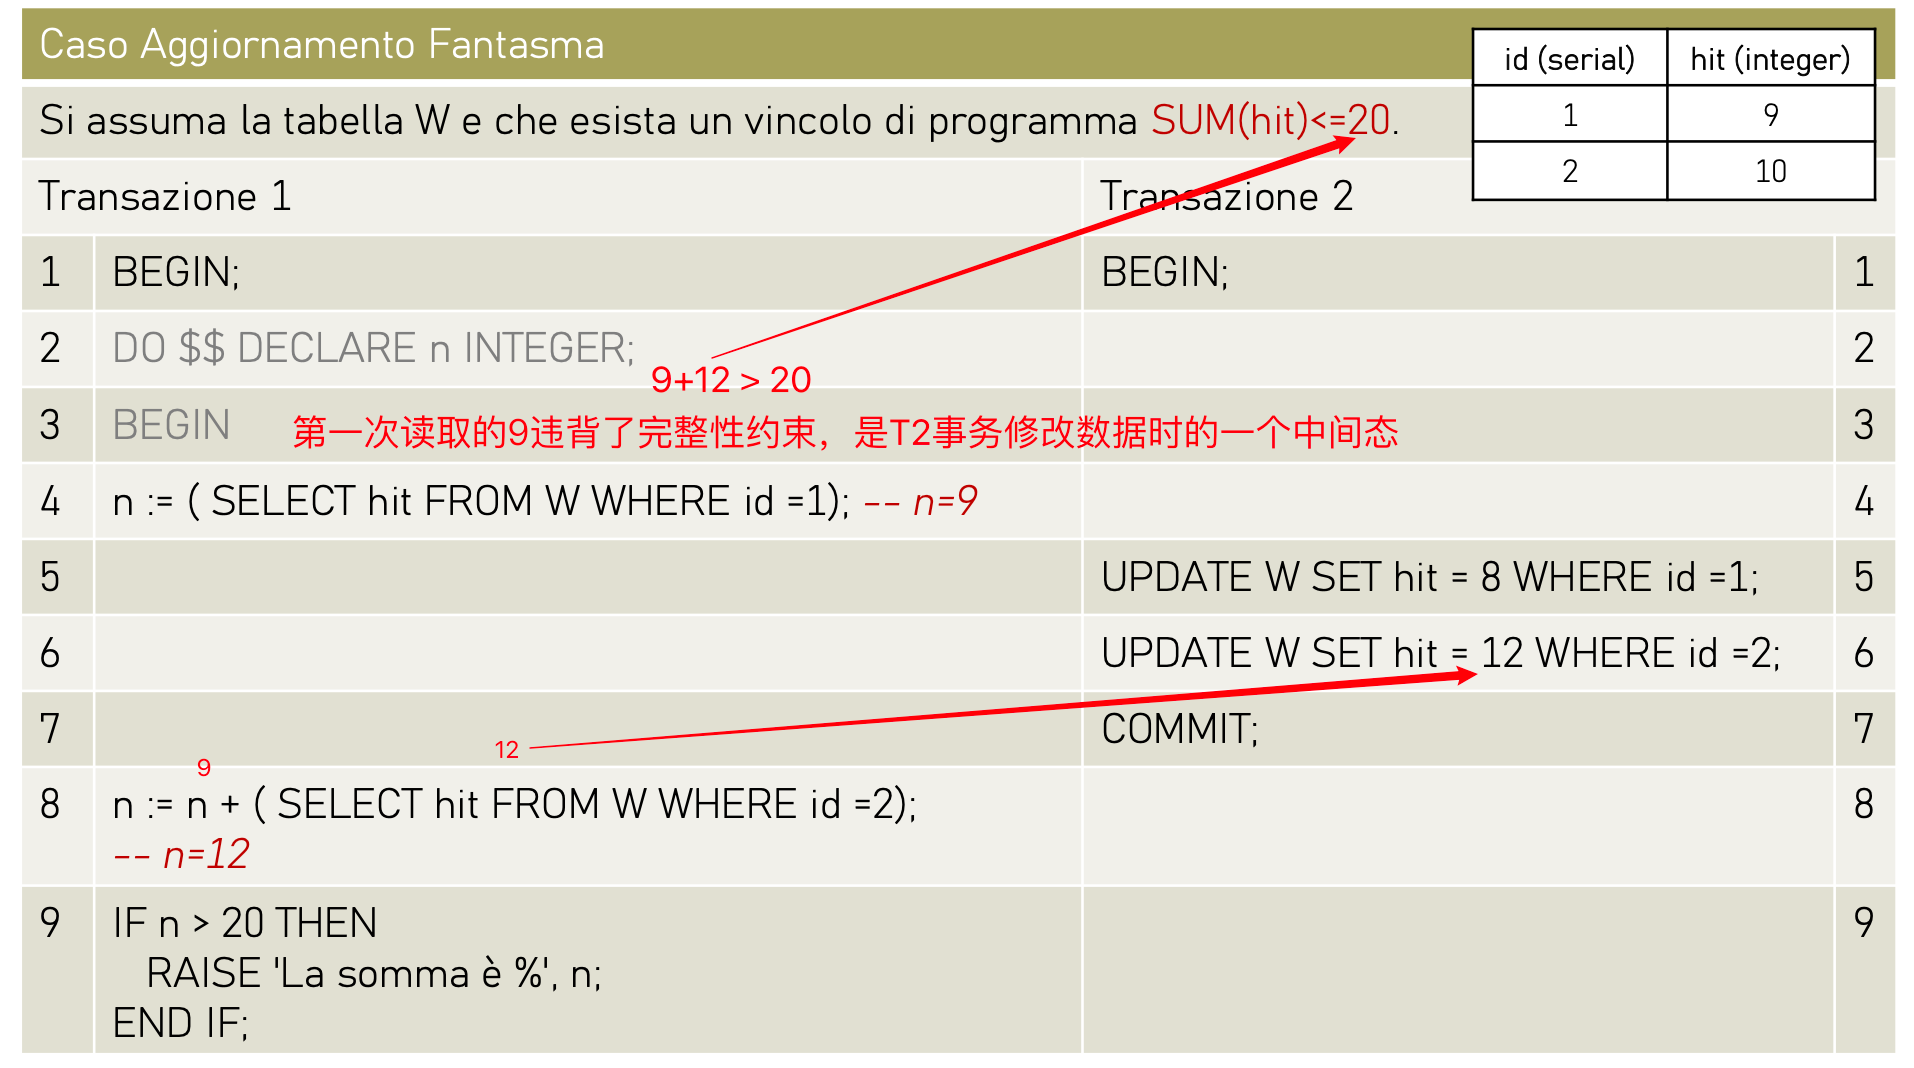 Caso Aggiornamento Fantasma
id (serial) hit (integer)
1 9
2 10
Si assuma la tabella W e che esista un vincolo di programma SUM(hit)<=20.
Transazione 1 Transazione 2
1 BEGIN; BEGIN; 1
2 DO $$ DECLARE n INTEGER; 2
9+12 > 20
3 BEGIN 3
第一次读取的9违背了完整性约束，是T2事务修改数据时的一个中间态
4 n := ( SELECT hit FROM W WHERE id =1); -- n=9 4
5 UPDATE W SET hit = 8 WHERE id =1; 5
6 UPDATE W SET hit = 12 WHERE id =2; 6
7 COMMIT; 7
9 12
8 n := n + ( SELECT hit FROM W WHERE id =2); 8
-- n=12
9 IF n > 20 THEN 9
RAISE 'La somma è %', n;
END IF;